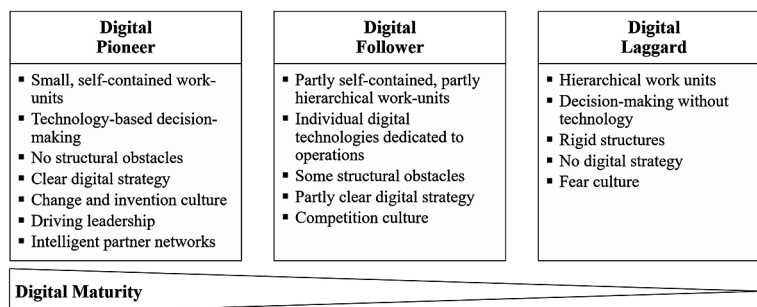 Digital
Pioneer
▪ Small, self-contained work-
units
▪ Technology-based decision-
making
▪ No structural obstacles
▪ Clear digital strategy
▪ Change and invention culture
▪ Driving leadership
▪ Intelligent partner networks
Digital
Follower
▪ Partly self-contained, partly
hierarchical work-units
▪ Individual digital
technologies dedicated to
operations
▪ Some structural obstacles
▪ Partly clear digital strategy
▪ Competition culture
Digital
Laggard
▪ Hierarchical work units
▪ Decision-making without
technology
▪ Rigid structures
▪ No digital strategy
▪ Fear culture
Digital Maturity